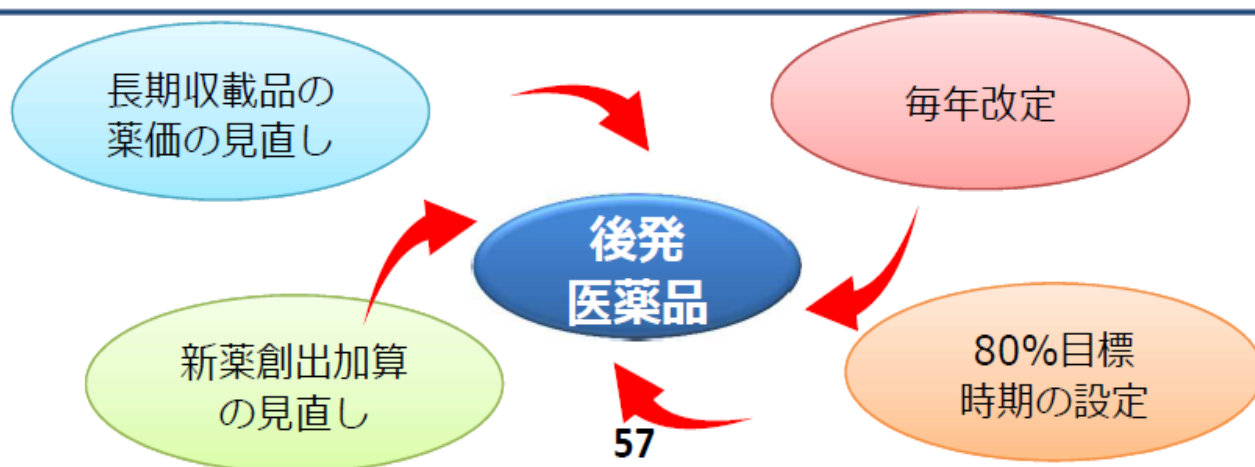 長期収載品の
薬価の見直し
毎年改定
後発
医薬品
新薬創出加算
の見直し
80%目標
時期の設定
57